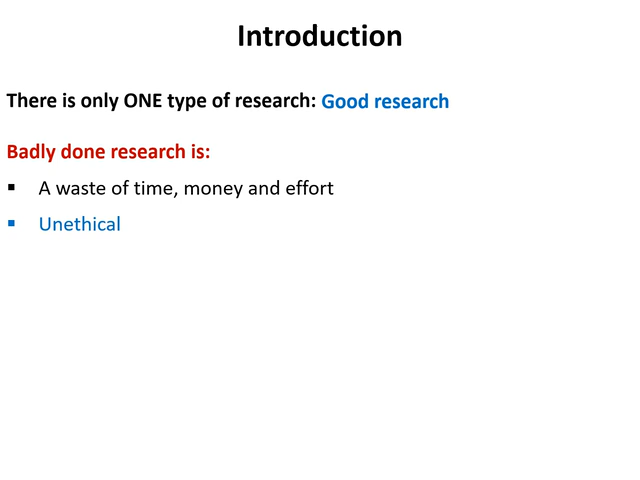 Introduction
There is only ONE type of research: Good research
Badly done research is:
▪ A waste of time, money and effort
▪ Unethical